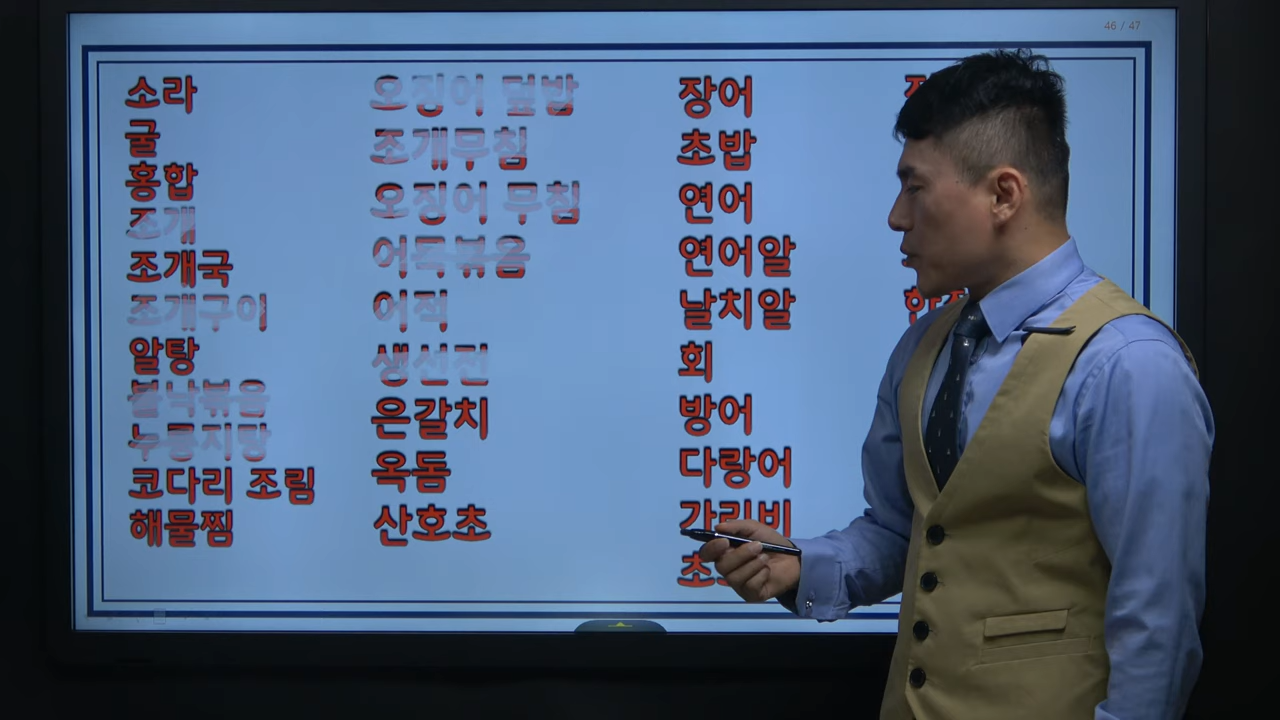 46 / 47
소라
굴
홍합
조개
조개국
조개구이
알탕
불낙볶음
누룽지탕
코다리 조림
해물찜
오징어 덮밥
조개무침
오징어 무침
어묵볶음
어적
생선전
은갈치
옥돔
산호초
장어
초밥
연어
연어알
날치알
회
방어
다랑어
가리비